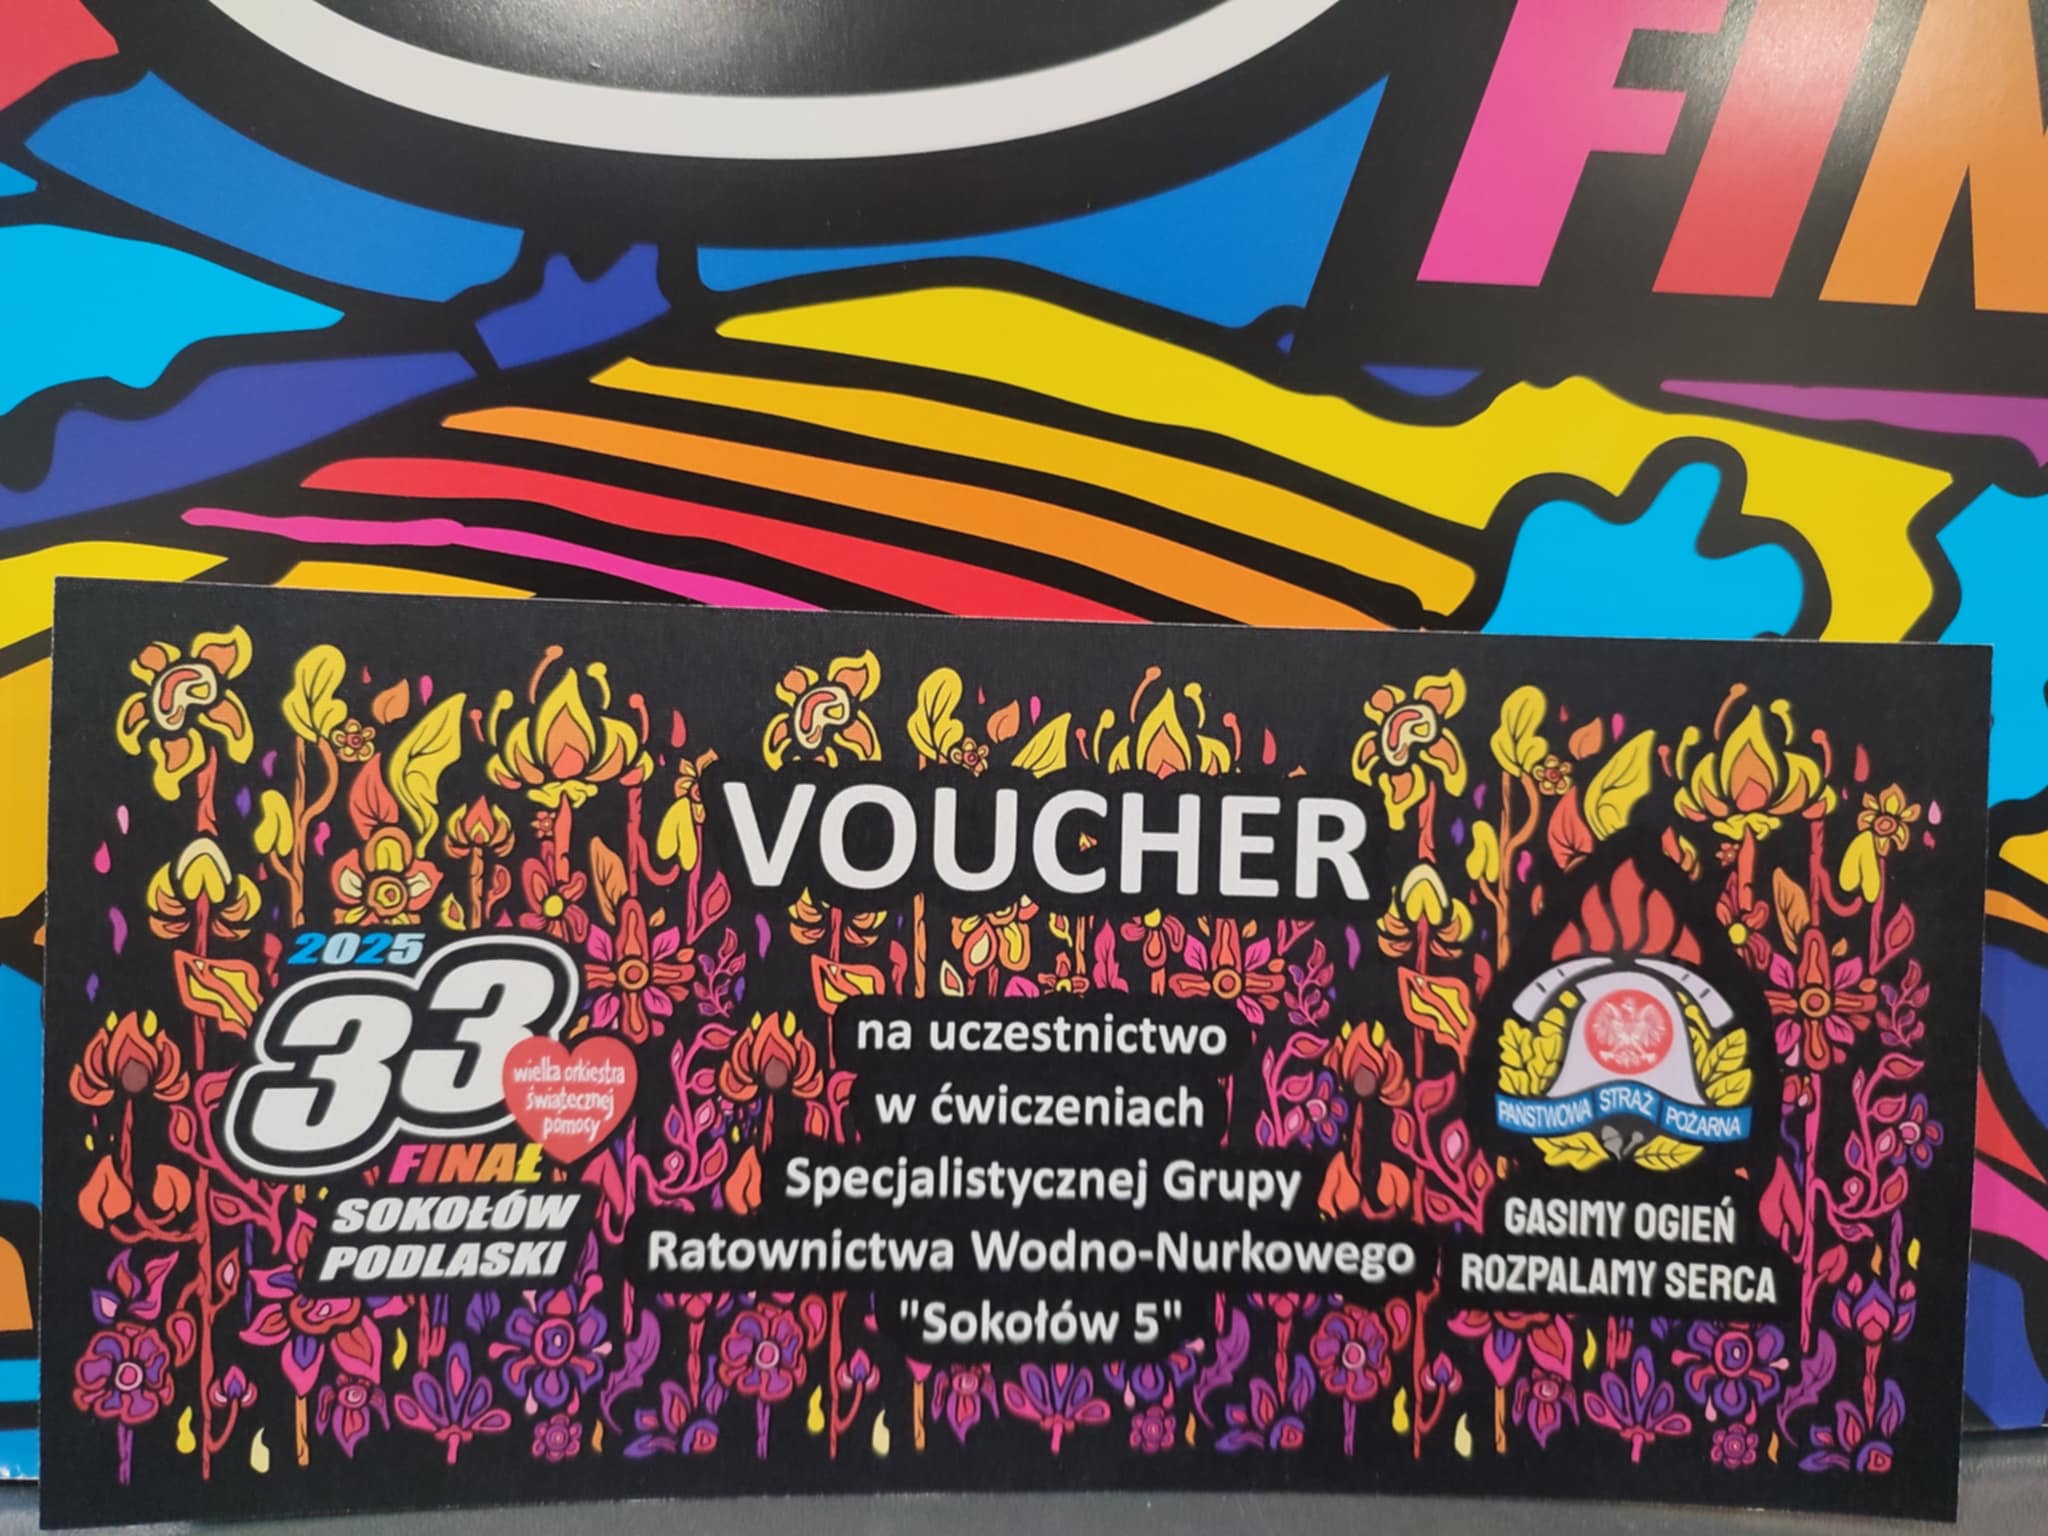 FIN
VOUCHER
2025
33
wielka orkiestra
świątecznej
pomocy
FINAŁ
SOKOŁÓW
PODLASKI
na uczestnictwo
w ćwiczeniach
Specjalistycznej Grupy
Ratownictwa Wodno-Nurkowego
"Sokołów 5"
PAŃSTWOWA STRAŻ POŻARNA
GASIMY OGIEŃ
ROZPALAMY SERCA